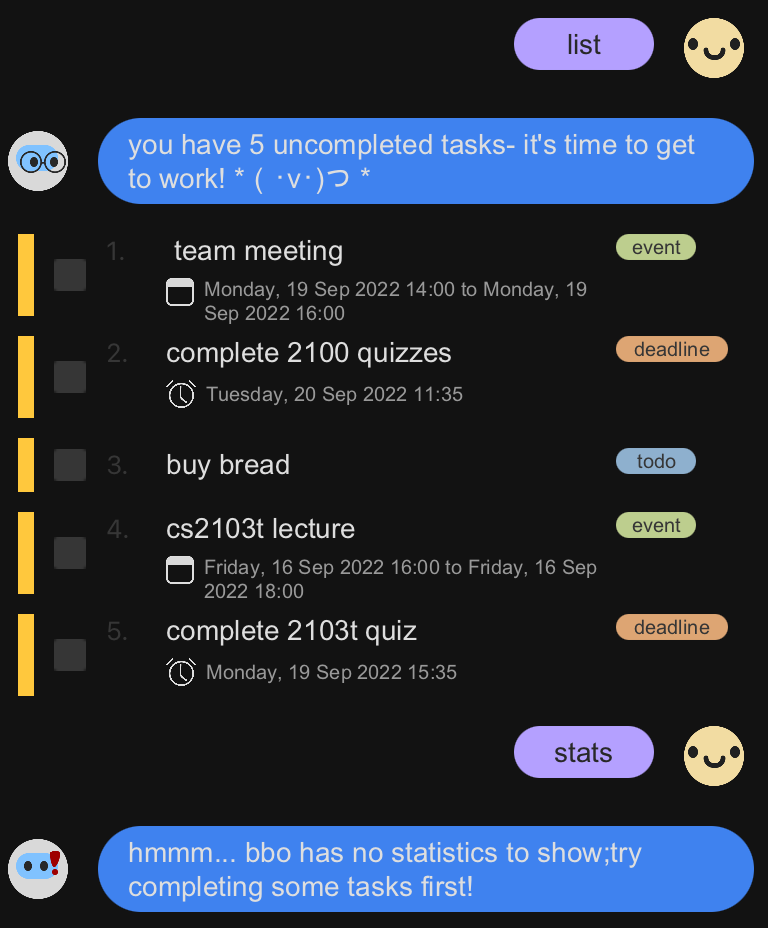 list
you have 5 uncompleted tasks- it's time to get
to work! * ( ･v･)つ *
1. team meeting event
Monday, 19 Sep 2022 14:00 to Monday, 19
Sep 2022 16:00
2. complete 2100 quizzes deadline
Tuesday, 20 Sep 2022 11:35
3. buy bread todo
4. cs2103t lecture event
Friday, 16 Sep 2022 16:00 to Friday, 16 Sep
2022 18:00
5. complete 2103t quiz deadline
Monday, 19 Sep 2022 15:35
stats
hmmm... bbo has no statistics to show;try
completing some tasks first!